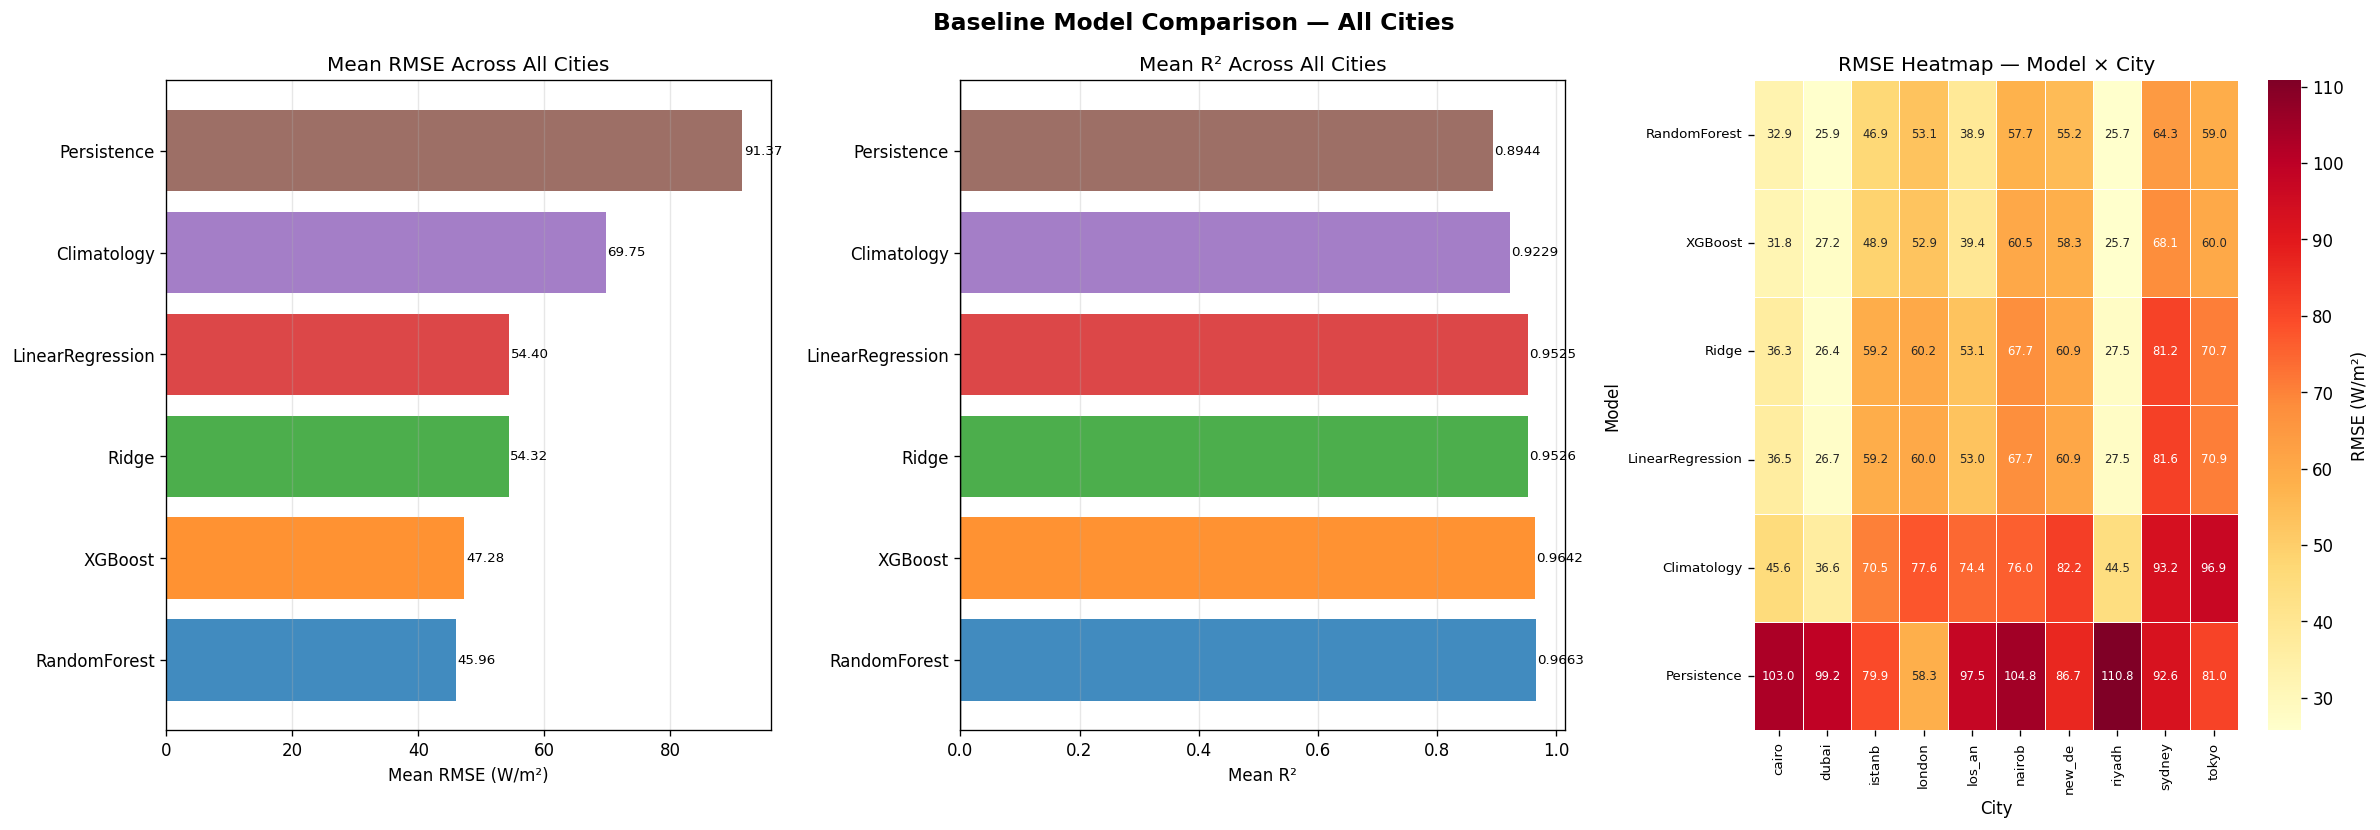 Baseline Model Comparison — All Cities
Mean RMSE Across All Cities
Persistence 91.37
Climatology 69.75
LinearRegression 54.40
Ridge 54.32
XGBoost 47.28
RandomForest 45.96
0 20 40 60 80
Mean RMSE (W/m²)
Mean R² Across All Cities
Persistence 0.8944
Climatology 0.9229
LinearRegression 0.9525
Ridge 0.9526
XGBoost 0.9642
RandomForest 0.9663
0.0 0.2 0.4 0.6 0.8 1.0
Mean R²
RMSE Heatmap — Model × City
Model
RandomForest 32.9 25.9 46.9 53.1 38.9 57.7 55.2 25.7 64.3 59.0
XGBoost 31.8 27.2 48.9 52.9 39.4 60.5 58.3 25.7 68.1 60.0
Ridge 36.3 26.4 59.2 60.2 53.1 67.7 60.9 27.5 81.2 70.7
LinearRegression 36.5 26.7 59.2 60.0 53.0 67.7 60.9 27.5 81.6 70.9
Climatology 45.6 36.6 70.5 77.6 74.4 76.0 82.2 44.5 93.2 96.9
Persistence 103.0 99.2 79.9 58.3 97.5 104.8 86.7 110.8 92.6 81.0
cairo dubai istanb london los_an nairob new_de riyadh sydney tokyo
City
110
100
90
80
70
60
50
40
30
RMSE (W/m²)